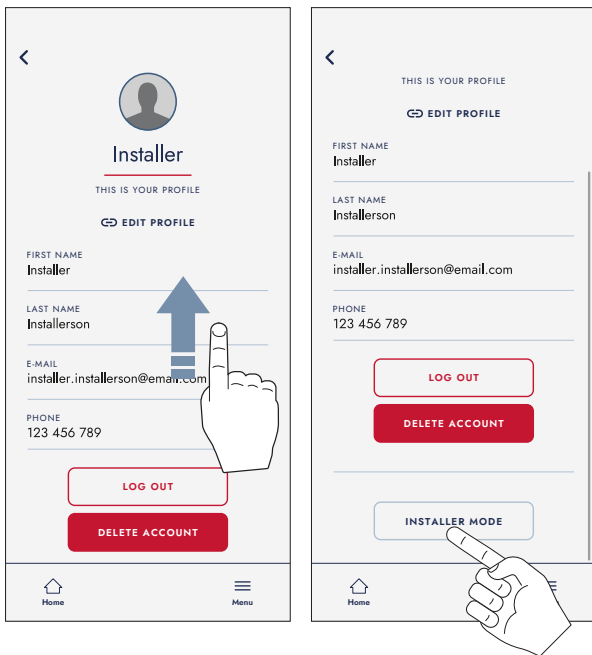 Installer
THIS IS YOUR PROFILE
EDIT PROFILE
FIRST NAME
Installer
LAST NAME
Installerson
E-MAIL
installer.installerson@email.com
PHONE
123 456 789
LOG OUT
DELETE ACCOUNT
Home
Menu
THIS IS YOUR PROFILE
EDIT PROFILE
FIRST NAME
Installer
LAST NAME
Installerson
E-MAIL
installer.installerson@email.com
PHONE
123 456 789
LOG OUT
DELETE ACCOUNT
INSTALLER MODE
Home